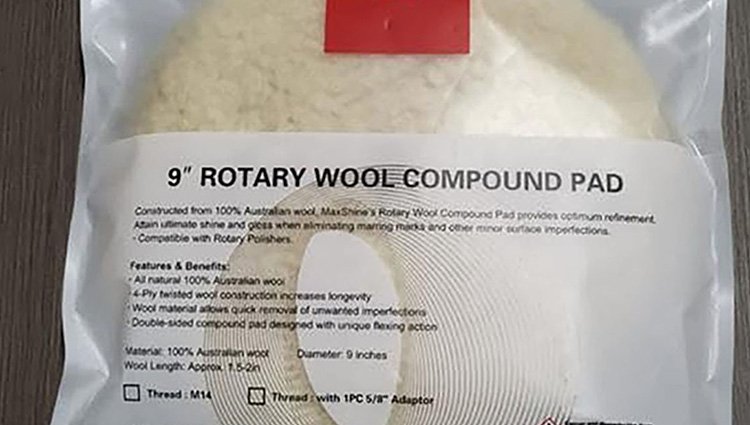 9" ROTARY WOOL COMPOUND PAD
Constructed from 100% Australian wool, MaxShine's Rotary Wool Compound Pad provides optimum refinement.
Attain ultimate shine and gloss when eliminating marring marks and other minor surface imperfections.
- Compatible with Rotary Polishers.
Features & Benefits:
- All natural 100% Australian wool
- 4-Ply twisted wool construction increases longevity
- Wool material allows quick removal of unwanted imperfections
- Double-sided compound pad designed with unique flexing action
Material: 100% Australian wool Diameter: 9 inches
Wool Length: Approx. 1.5-2in
Thread : M14 Thread : with 1PC 5/8" Adaptor